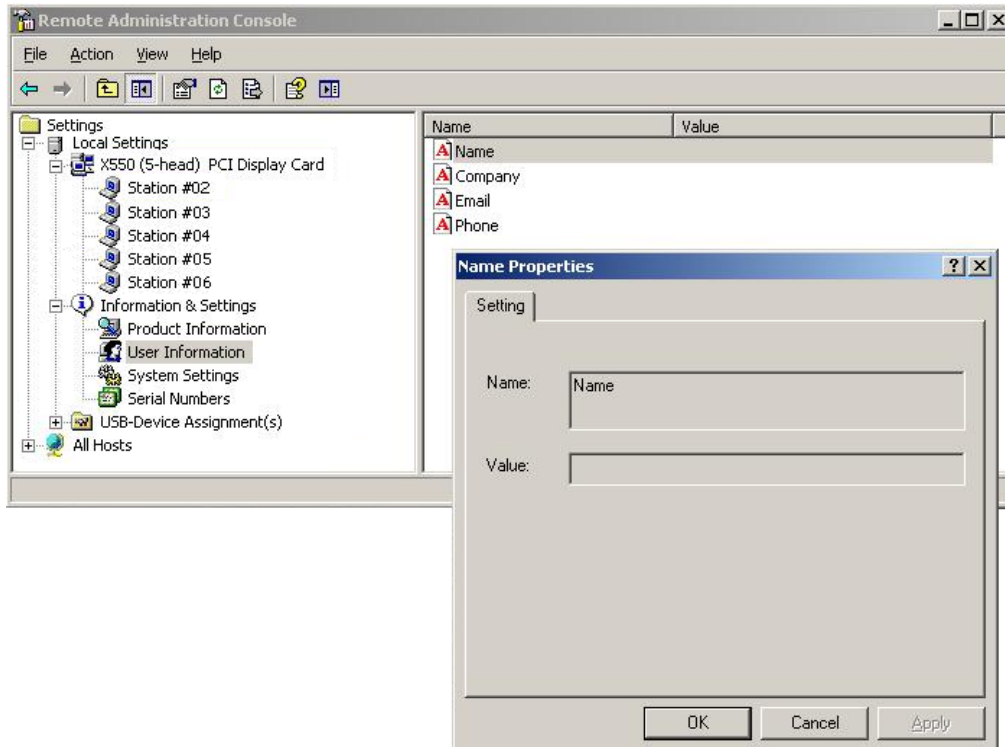 Remote Administration Console
File Action View Help
Settings
Local Settings
X550 (5-head) PCI Display Card
Station #02
Station #03
Station #04
Station #05
Station #06
Information & Settings
Product Information
User Information
System Settings
Serial Numbers
USB-Device Assignment(s)
All Hosts
Name Value
Name
Company
Email
Phone
Name Properties
Setting
Name: Name
Value:
OK Cancel Apply